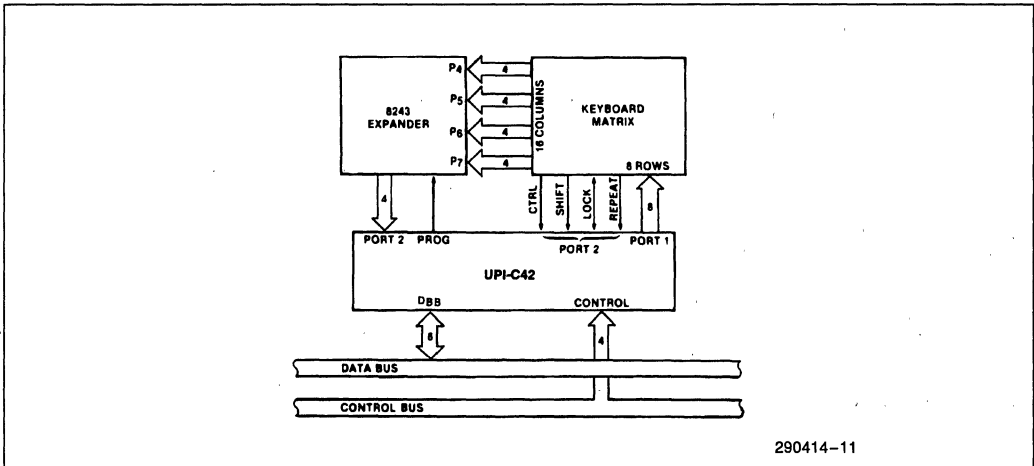 P4
4
P5
4
P6
4
P7
4
8243
EXPANDER
16 COLUMNS
KEYBOARD
MATRIX
8 ROWS
4
CTRL
SHIFT
LOCK
REPEAT
8
PORT 2
PROG
PORT 2
PORT 1
UPI-C42
DBB
CONTROL
8
4
DATA BUS
CONTROL BUS
290414-11